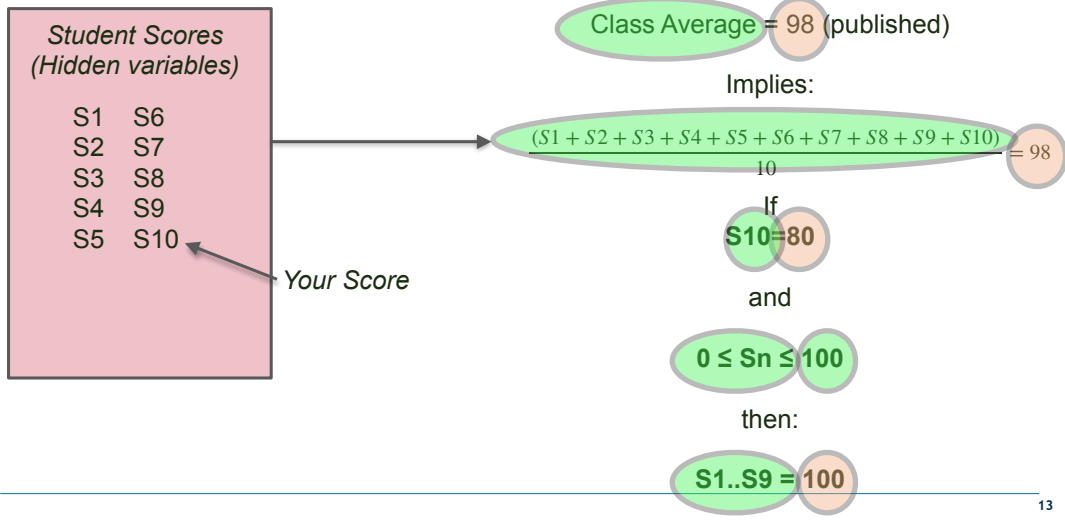 Student Scores
(Hidden variables)
S1 S6
S2 S7
S3 S8
S4 S9
S5 S10
Your Score
Class Average = 98 (published)
Implies:
(S1 + S2 + S3 + S4 + S5 + S6 + S7 + S8 + S9 + S10)
= 98
10
If
S10=80
and
0 ≤ Sn ≤ 100
then:
S1..S9 = 100
13